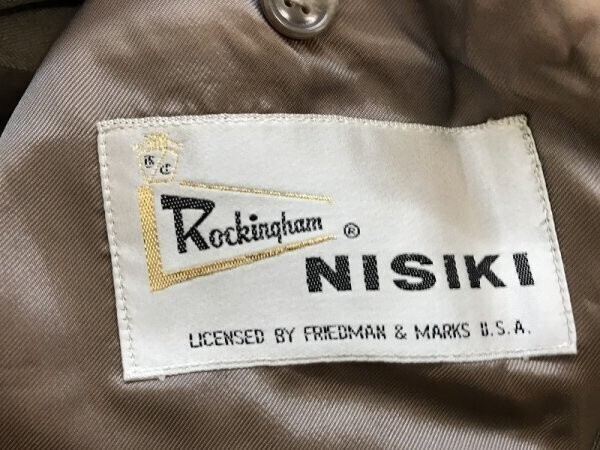 Rockingham ®
NISIKI
LICENSED BY FRIEDMAN & MARKS U.S.A.